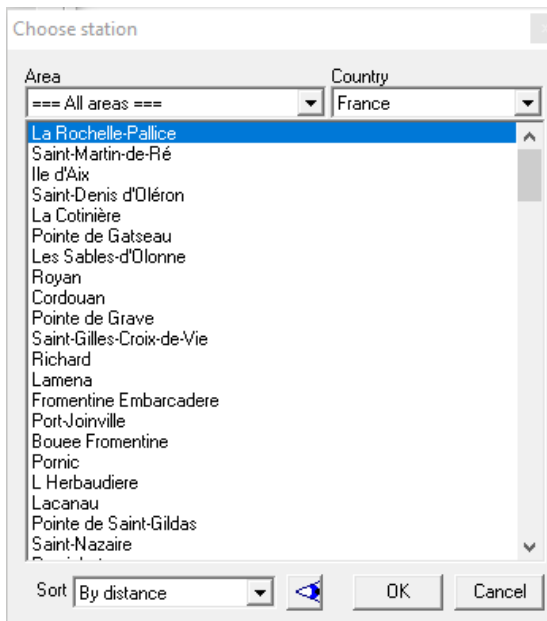 Choose station
Area Country
=== All areas === France
La Rochelle-Pallice
Saint-Martin-de-Ré
Ile d'Aix
Saint-Denis d'Oléron
La Cotinière
Pointe de Gatseau
Les Sables-d'Olonne
Royan
Cordouan
Pointe de Grave
Saint-Gilles-Croix-de-Vie
Richard
Lamena
Fromentine Embarcadere
Port-Joinville
Bouee Fromentine
Pornic
L Herbaudiere
Lacanau
Pointe de Saint-Gildas
Saint-Nazaire
Sort By distance OK Cancel